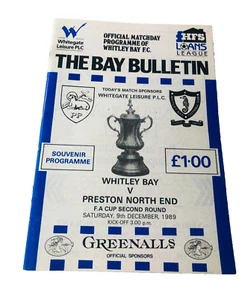 Whitegate
Leisure PLC
OFFICIAL MATCHDAY
PROGRAMME OF
WHITLEY BAY F.C.
HFS
LOANS
LEAGUE
THE BAY BULLETIN
TODAY'S MATCH SPONSORS
WHITEGATE LEISURE P.L.C.
PP
SOUVENIR
PROGRAMME
£1·00
WHITLEY BAY
V
PRESTON NORTH END
F.A CUP SECOND ROUND
SATURDAY, 9th DECEMBER, 1989
KICK-OFF 3.00 p.m.
GREENALLS
OFFICIAL SPONSORS